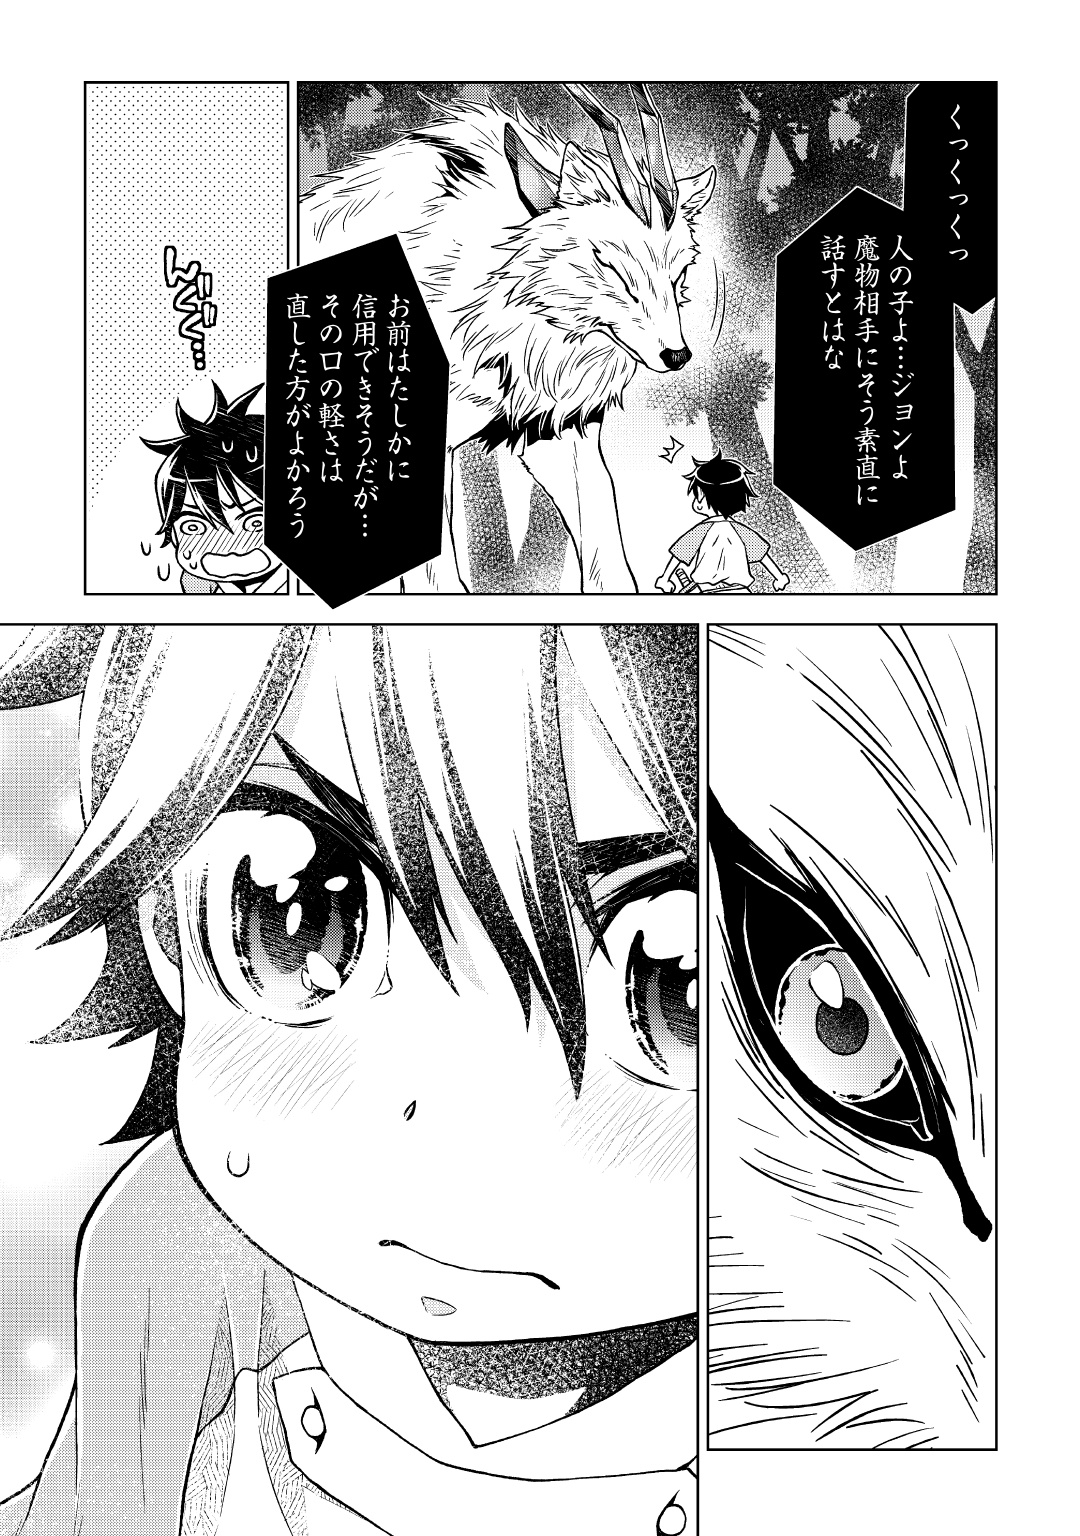 くっくっくっ
人の子よ…ジョンよ
魔物相手にそう素直に
話すとはな
お前はたしかに
信用できそうだが…
その口の軽さは
直した方がよかろう
んぐぐ…